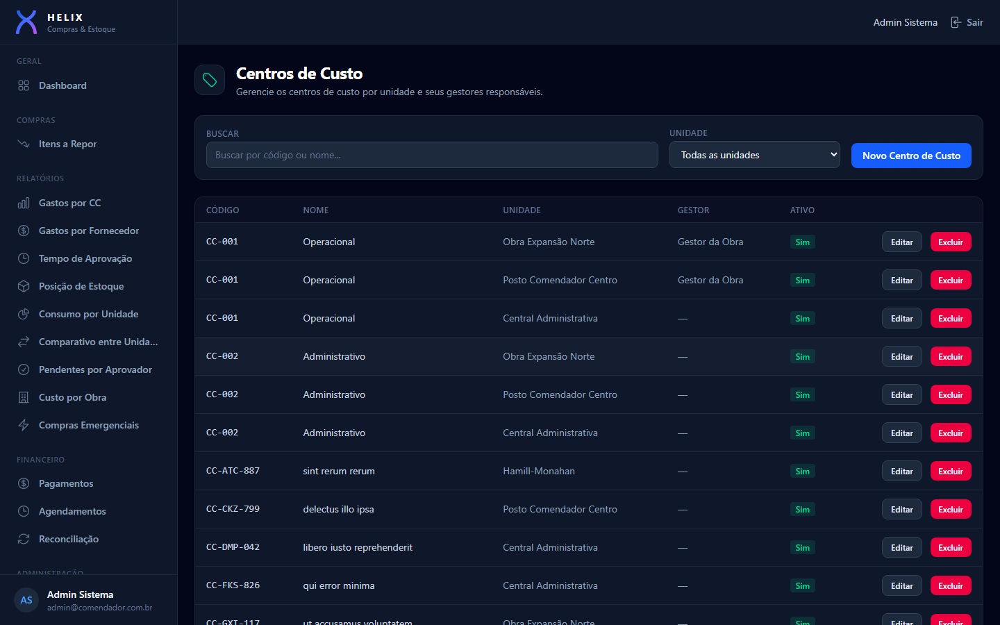 HELIX
Compras & Estoque
Admin Sistema
Sair
GERAL
Dashboard
COMPRAS
Itens a Repor
RELATÓRIOS
Gastos por CC
Gastos por Fornecedor
Tempo de Aprovação
Posição de Estoque
Consumo por Unidade
Comparativo entre Unida...
Pendentes por Aprovador
Custo por Obra
Compras Emergenciais
FINANCEIRO
Pagamentos
Agendamentos
Reconciliação
ADMINISTRAÇÃO
AS
Admin Sistema
admin@comendador.com.br
Centros de Custo
Gerencie os centros de custo por unidade e seus gestores responsáveis.
BUSCAR
Buscar por código ou nome...
UNIDADE
Todas as unidades
Novo Centro de Custo
CÓDIGO NOME UNIDADE GESTOR ATIVO
CC-001 Operacional Obra Expansão Norte Gestor da Obra Sim Editar Excluir
CC-001 Operacional Posto Comendador Centro Gestor da Obra Sim Editar Excluir
CC-001 Operacional Central Administrativa — Sim Editar Excluir
CC-002 Administrativo Obra Expansão Norte — Sim Editar Excluir
CC-002 Administrativo Posto Comendador Centro — Sim Editar Excluir
CC-002 Administrativo Central Administrativa — Sim Editar Excluir
CC-ATC-887 sint rerum rerum Hamill-Monahan — Sim Editar Excluir
CC-CKZ-799 delectus illo ipsa Posto Comendador Centro — Sim Editar Excluir
CC-DMP-042 libero iusto reprehenderit Central Administrativa — Sim Editar Excluir
CC-FKS-826 qui error minima Central Administrativa — Sim Editar Excluir
CC-GXT-117 ut accusamus voluptatem Obra Expansão Norte — Sim Editar Excluir